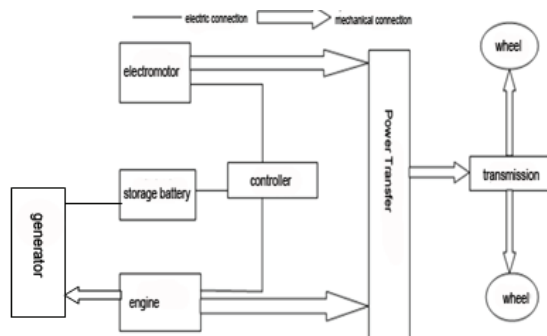 electric connection
mechanical connection
electromotor
wheel
Power Transfer
storage battery
controller
transmission
generator
engine
wheel